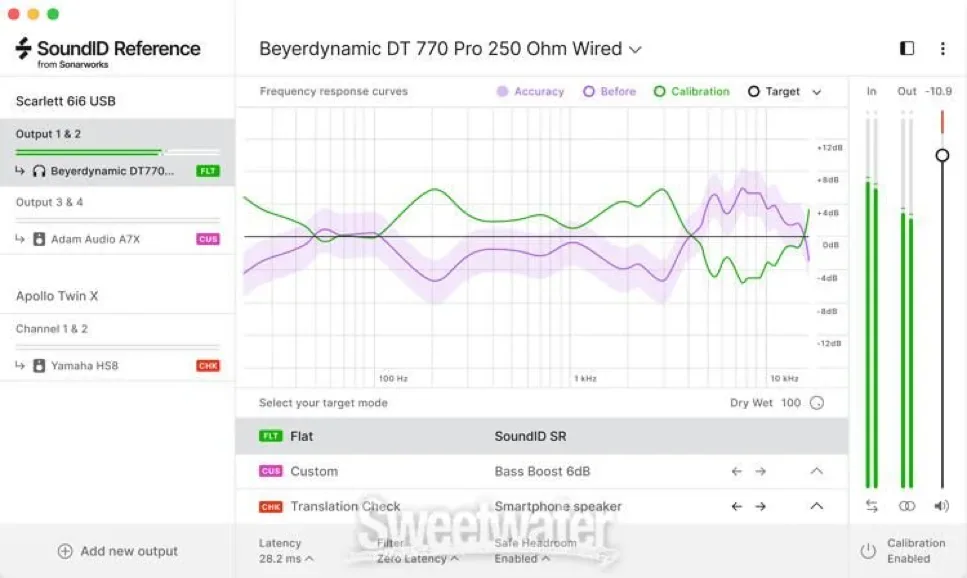 SoundID Reference
from Sonarworks
Scarlett 6i6 USB
Output 1 & 2
Beyerdynamic DT770...
FLT
Output 3 & 4
Adam Audio A7X
CUS
Apollo Twin X
Channel 1 & 2
Yamaha HS8
CHK
Add new output
Beyerdynamic DT 770 Pro 250 Ohm Wired
Frequency response curves
Accuracy
Before
Calibration
Target
+12dB
+8dB
+4dB
0dB
-4dB
-8dB
-12dB
100 Hz
1 kHz
10 kHz
Select your target mode
Dry Wet 100
FLT Flat SoundID SR
CUS Custom Bass Boost 6dB
CHK Translation Check Smartphone speaker
Sweetwater
Latency
28.2 ms
Filter
Zero Latency
Safe Headroom
Enabled
In Out -10.9
Calibration
Enabled